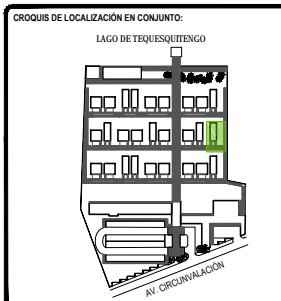 CROQUIS DE LOCALIZACIÓN EN CONJUNTO:
LAGO DE TEQUESQUITENGO
AV. CIRCUNVALACIÓN